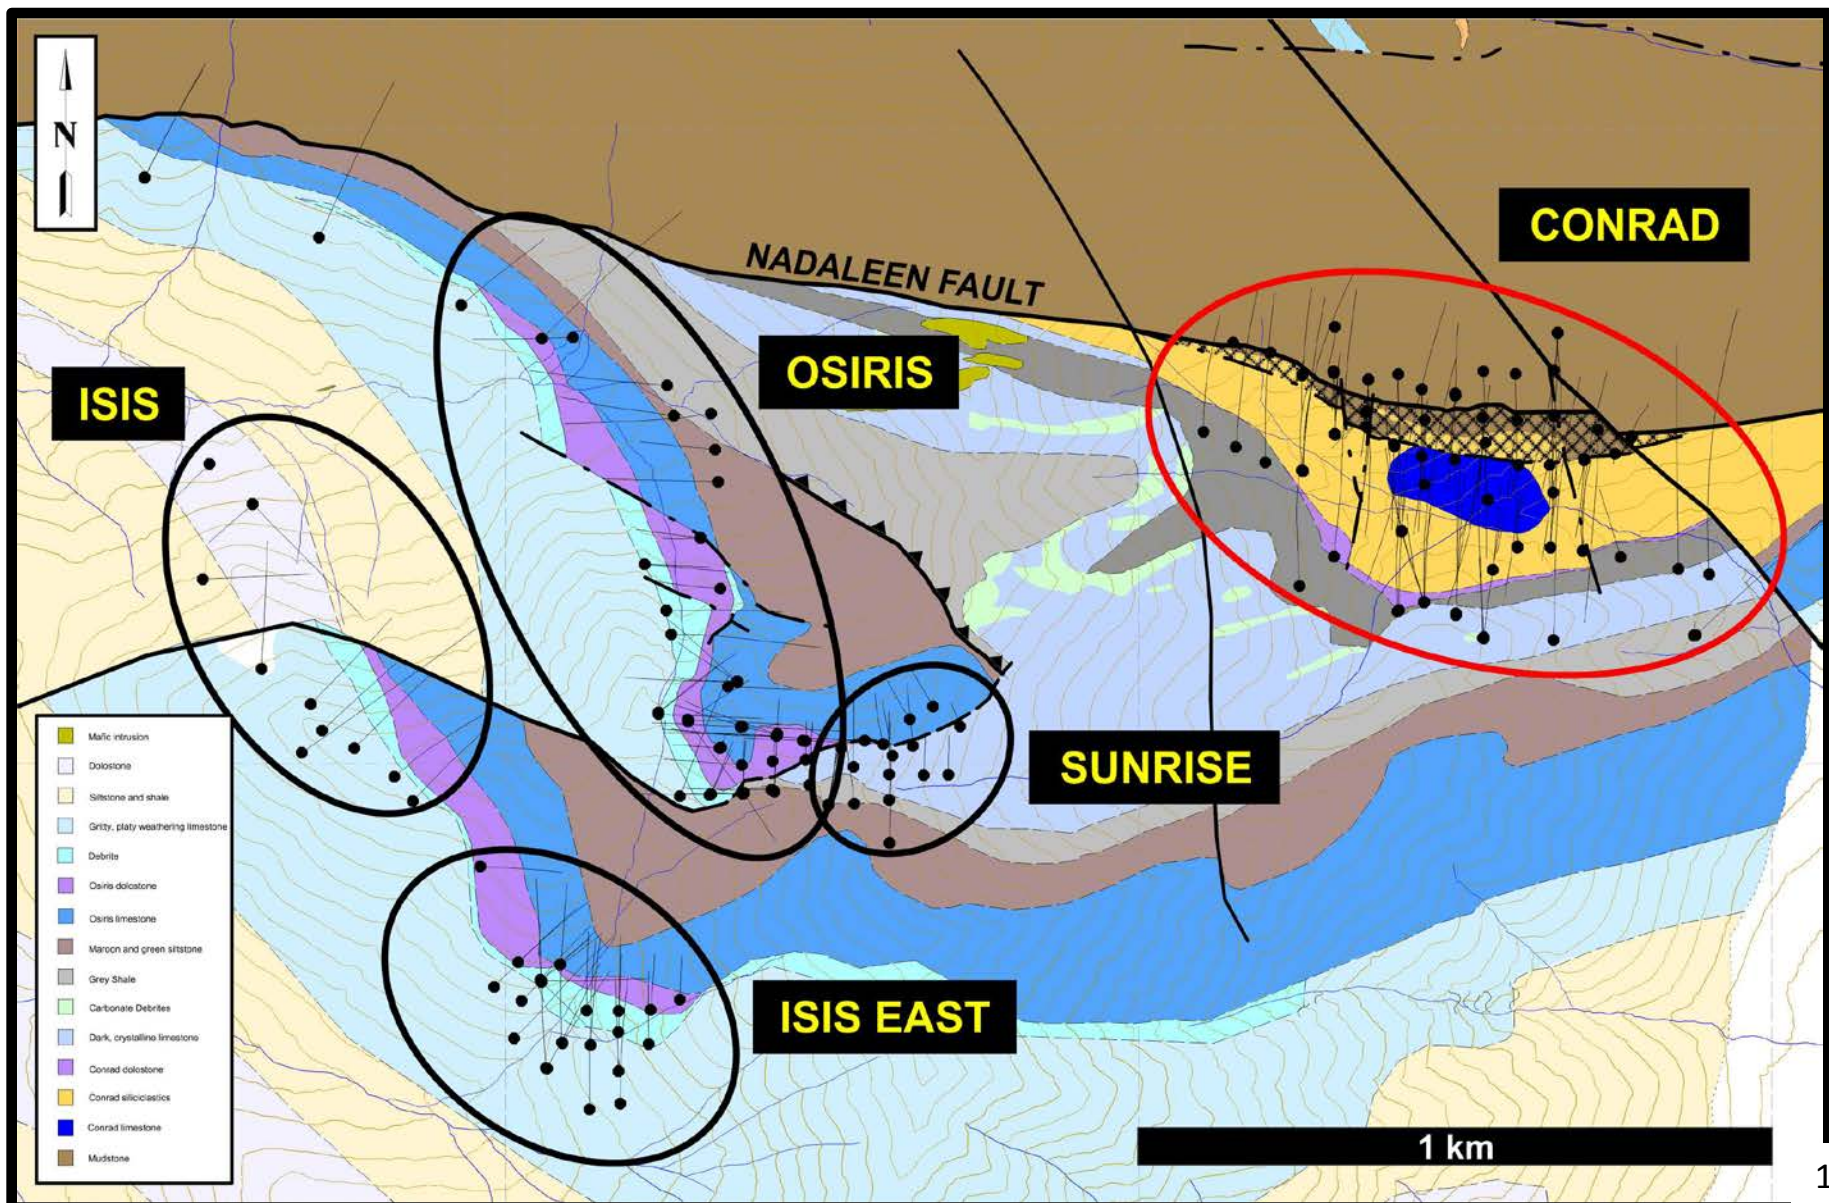 N
CONRAD
NADALEEN FAULT
OSIRIS
ISIS
SUNRISE
ISIS EAST
Mafic intrusion
Dolostone
Siltstone and shale
Gritty, platy weathering limestone
Debrite
Osiris dolostone
Osiris limestone
Maroon and green siltstone
Grey Shale
Carbonate Debrites
Dark, crystalline limestone
Conrad dolostone
Conrad siliciclastics
Conrad limestone
Mudstone
1 km
1